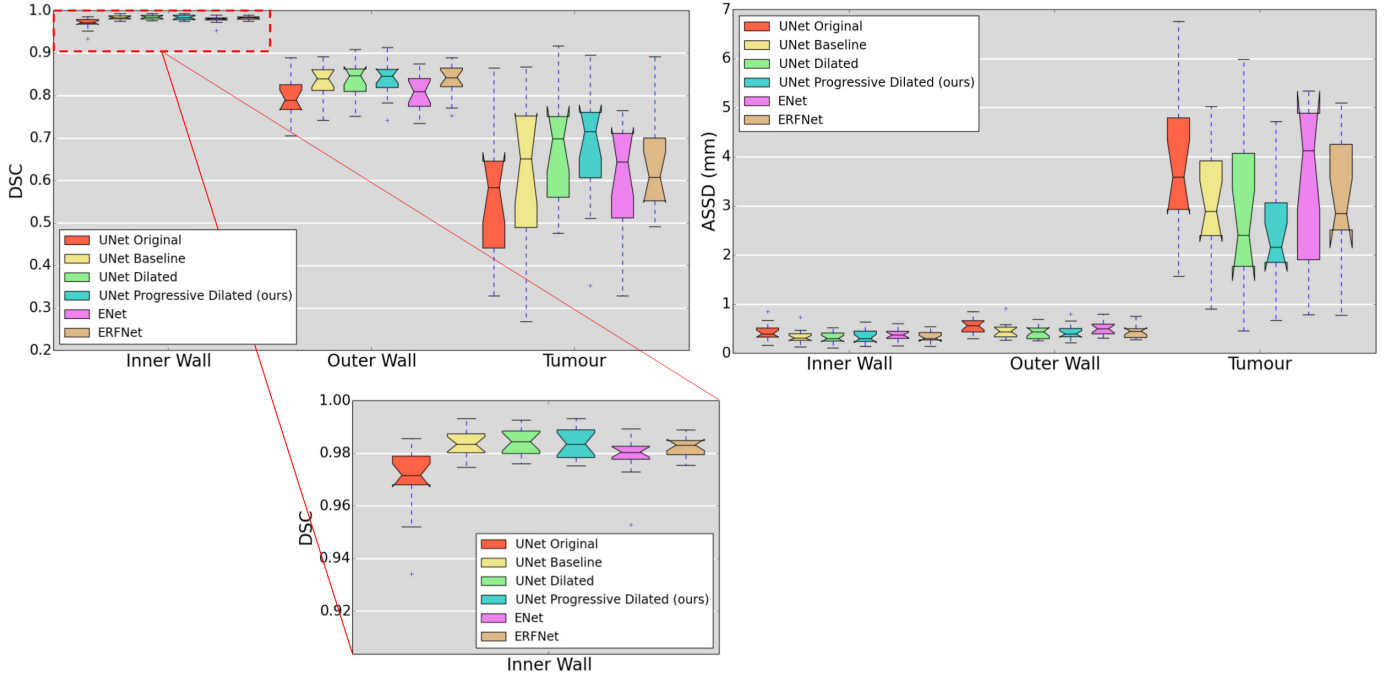 1.0
0.9
0.8
0.7
0.6
0.5
0.4
0.3
0.2
DSC
UNet Original
UNet Baseline
UNet Dilated
UNet Progressive Dilated (ours)
ENet
ERFNet
Inner Wall
Outer Wall
Tumour
7
6
5
4
3
2
1
0
ASSD (mm)
UNet Original
UNet Baseline
UNet Dilated
UNet Progressive Dilated (ours)
ENet
ERFNet
Inner Wall
Outer Wall
Tumour
1.00
0.98
0.96
0.94
0.92
DSC
UNet Original
UNet Baseline
UNet Dilated
UNet Progressive Dilated (ours)
ENet
ERFNet
Inner Wall